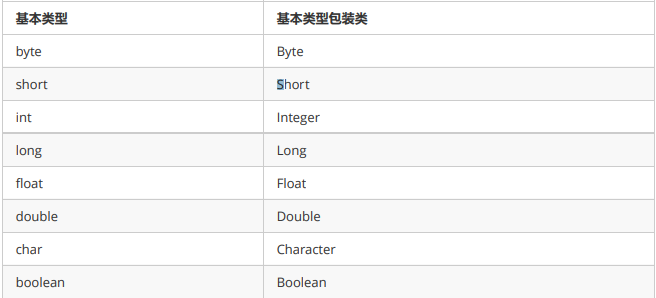 基本类型 基本类型包装类
byte Byte
short Short
int Integer
long Long
float Float
double Double
char Character
boolean Boolean